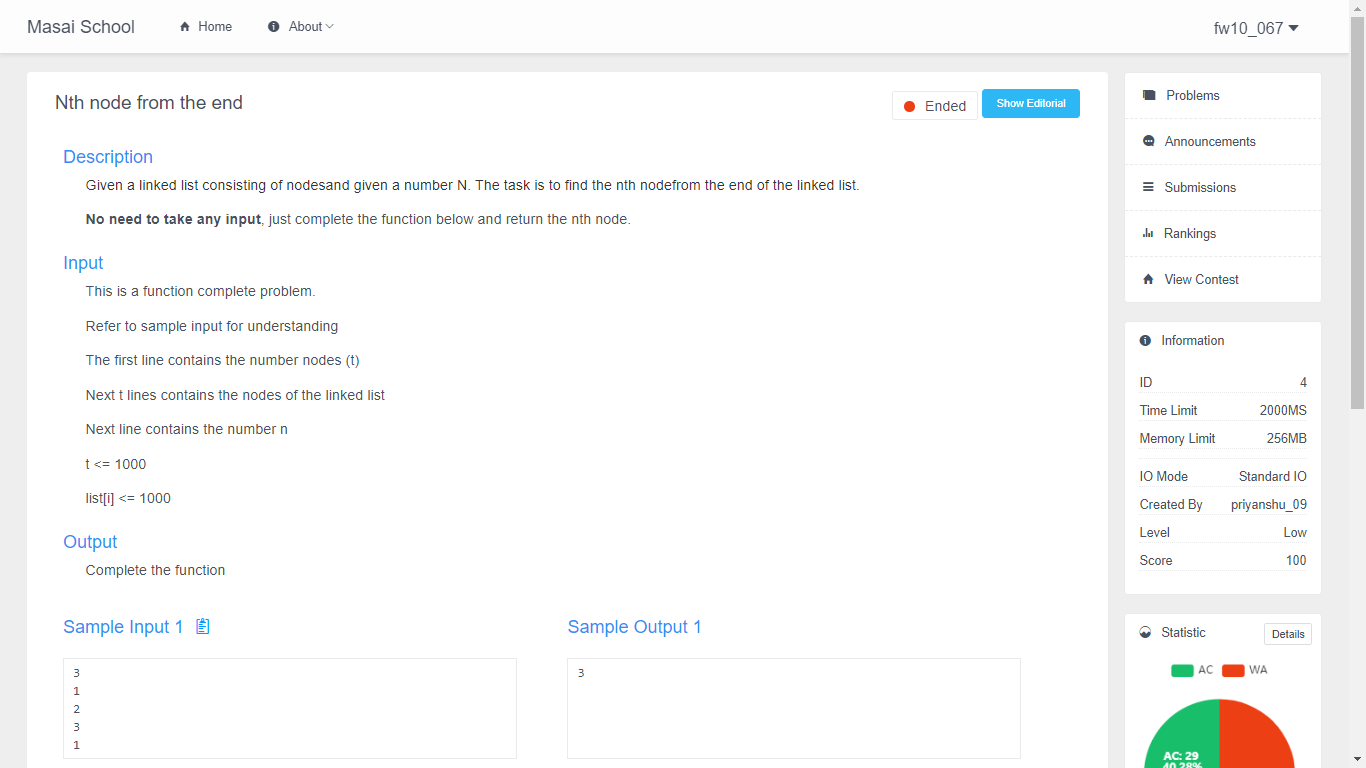 Masai School Home About fw10_067
Nth node from the end
Ended Show Editorial
Description
Given a linked list consisting of nodesand given a number N. The task is to find the nth nodefrom the end of the linked list.
No need to take any input, just complete the function below and return the nth node.
Input
This is a function complete problem.
Refer to sample input for understanding
The first line contains the number nodes (t)
Next t lines contains the nodes of the linked list
Next line contains the number n
t <= 1000
list[i] <= 1000
Output
Complete the function
Sample Input 1
3
1
2
3
1
Sample Output 1
3
Problems
Announcements
Submissions
Rankings
View Contest
Information
ID 4
Time Limit 2000MS
Memory Limit 256MB
IO Mode Standard IO
Created By priyanshu_09
Level Low
Score 100
Statistic Details
AC WA
AC: 29
40.28%